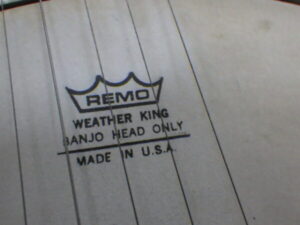 REMO
WEATHER KING
BANJO HEAD ONLY
MADE IN U.S.A.